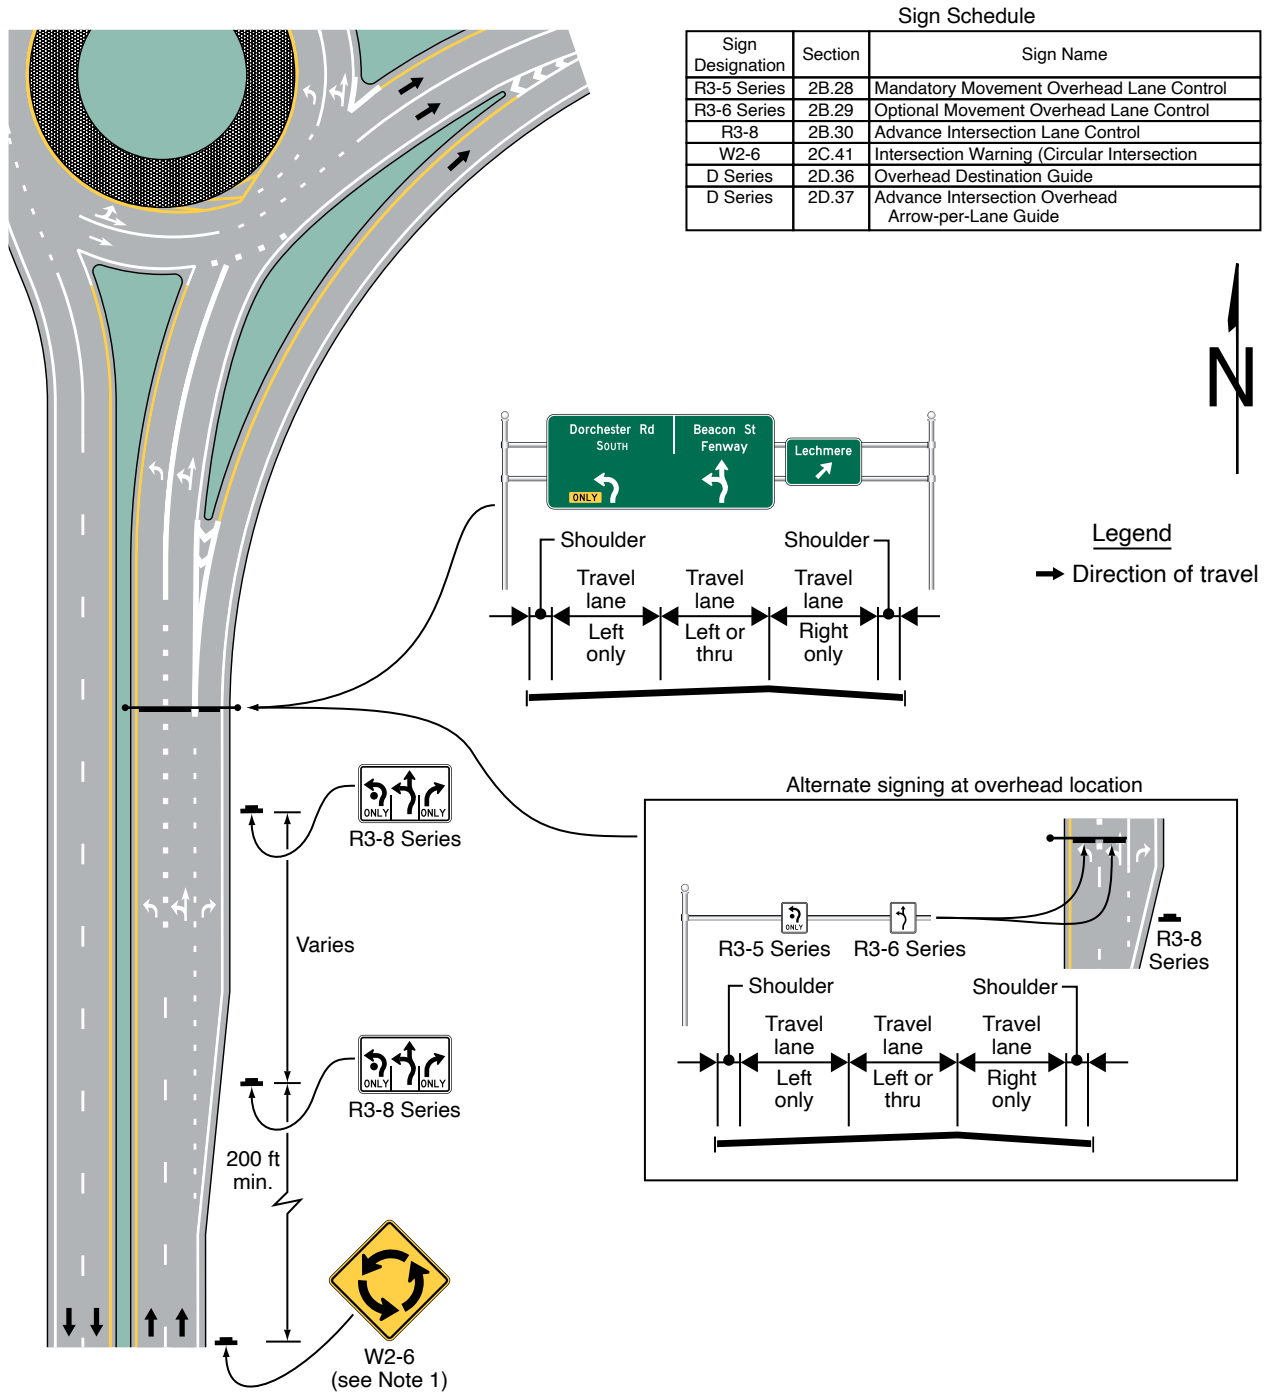 Sign Schedule
Sign Designation Section Sign Name
R3-5 Series 2B.28 Mandatory Movement Overhead Lane Control
R3-6 Series 2B.29 Optional Movement Overhead Lane Control
R3-8 2B.30 Advance Intersection Lane Control
W2-6 2C.41 Intersection Warning (Circular Intersection
D Series 2D.36 Overhead Destination Guide
D Series 2D.37 Advance Intersection Overhead
Arrow-per-Lane Guide
N
Dorchester Rd
SOUTH
ONLY
Beacon St
Fenway
Lechmere
Shoulder
Shoulder
Travel lane
Travel lane
Travel lane
Left only
Left or thru
Right only
Legend
Direction of travel
ONLY
ONLY
R3-8 Series
Varies
ONLY
ONLY
R3-8 Series
200 ft
min.
W2-6
(see Note 1)
Alternate signing at overhead location
ONLY
R3-5 Series
R3-6 Series
R3-8
Series
Shoulder
Shoulder
Travel lane
Travel lane
Travel lane
Left only
Left or thru
Right only